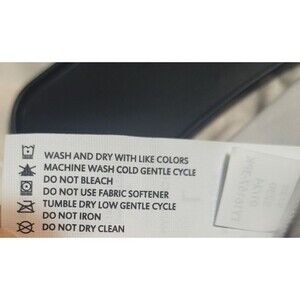 WASH AND DRY WITH LIKE COLORS
MACHINE WASH COLD GENTLE CYCLE
DO NOT BLEACH
DO NOT USE FABRIC SOFTENER
TUMBLE DRY LOW GENTLE CYCLE
DO NOT IRON
DO NOT DRY CLEAN